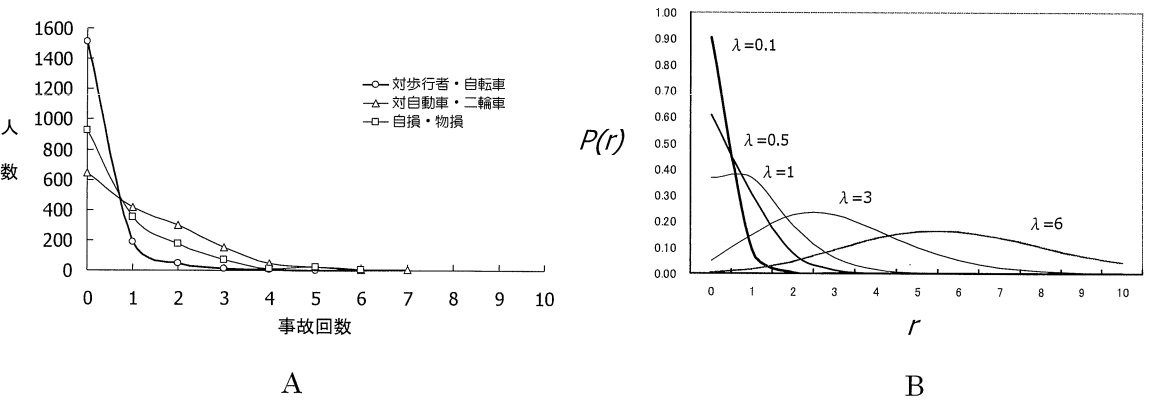 1600
1400
1200
1000
800
600
400
200
0
人
数
対歩行者・自転車
対自動車・二輪車
自損・物損
0 1 2 3 4 5 6 7 8 9 10
事故回数
A
1.00
0.90
0.80
0.70
0.60
0.50
0.40
0.30
0.20
0.10
0.00
P(r)
λ=0.1
λ=0.5
λ=1
λ=3
λ=6
0 1 2 3 4 5 6 7 8 9 10
r
B